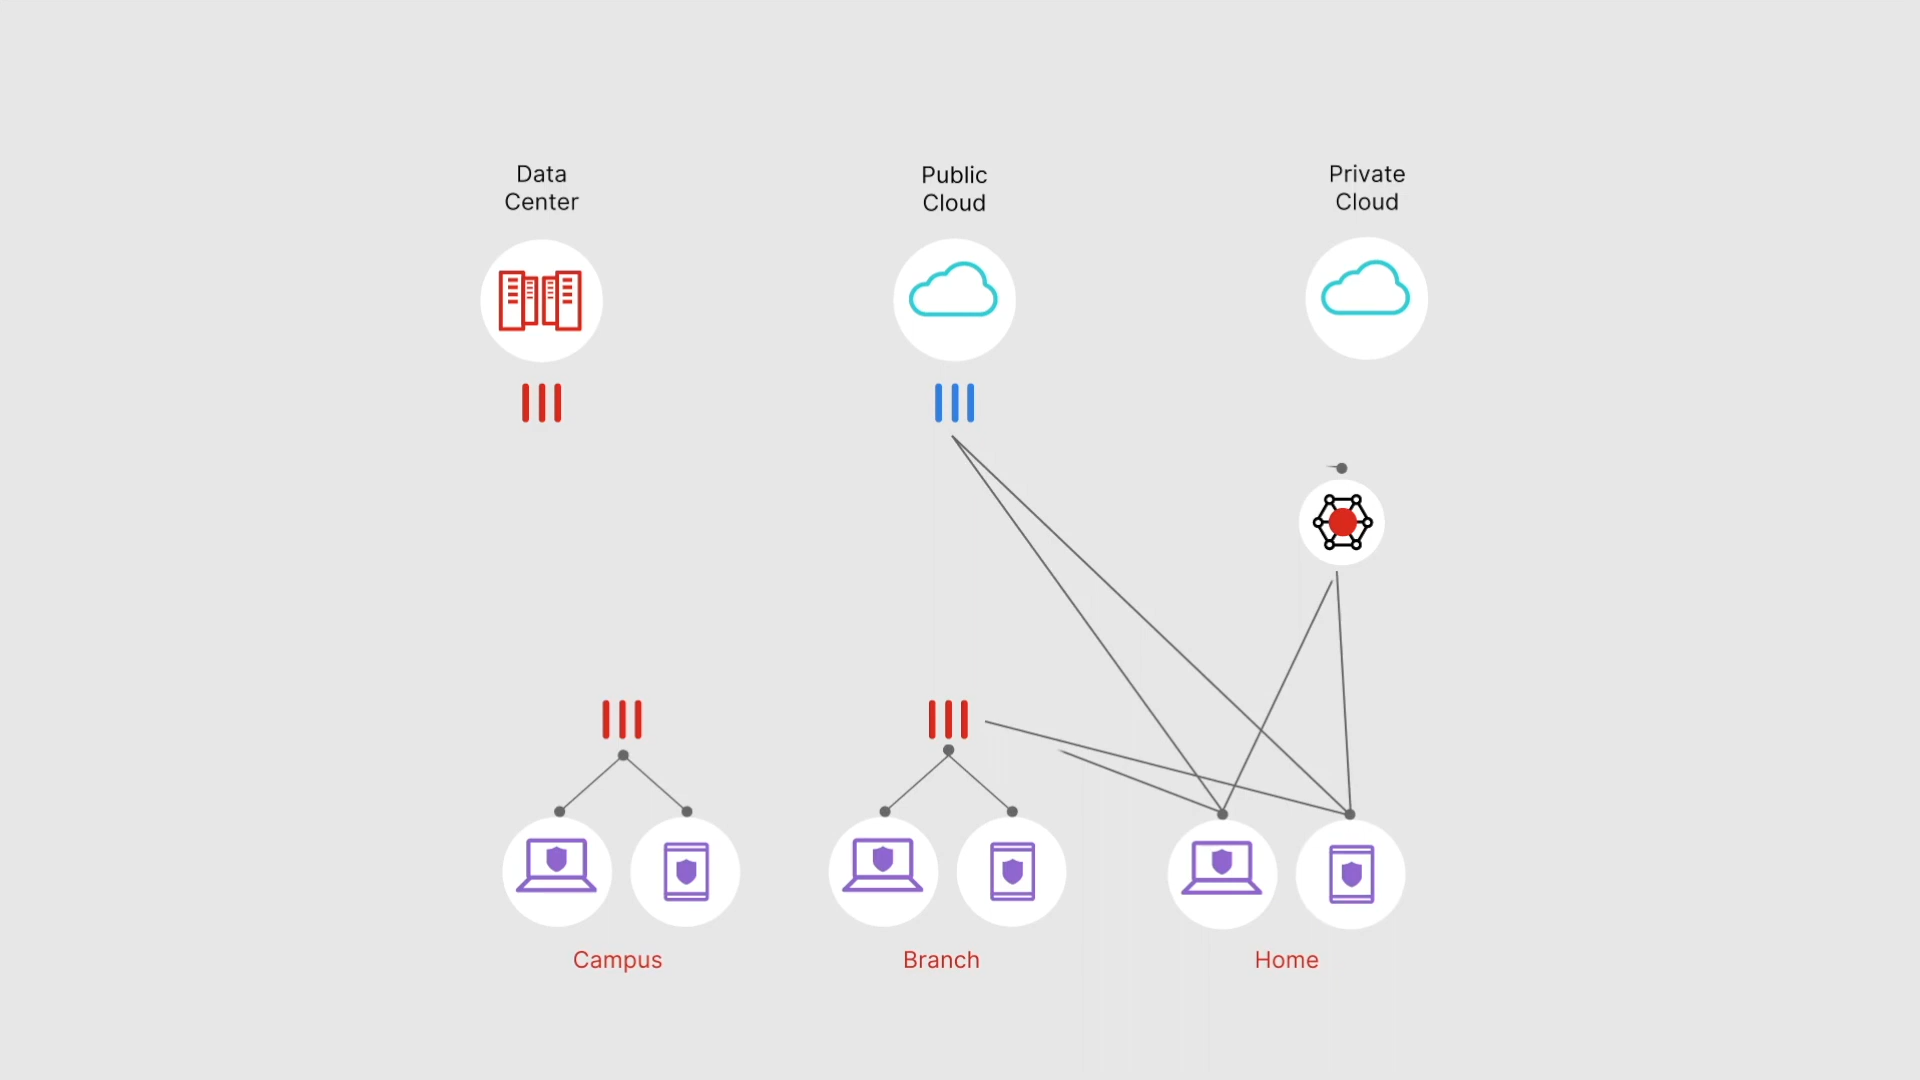 Data
Center
Public
Cloud
Private
Cloud
Campus
Branch
Home